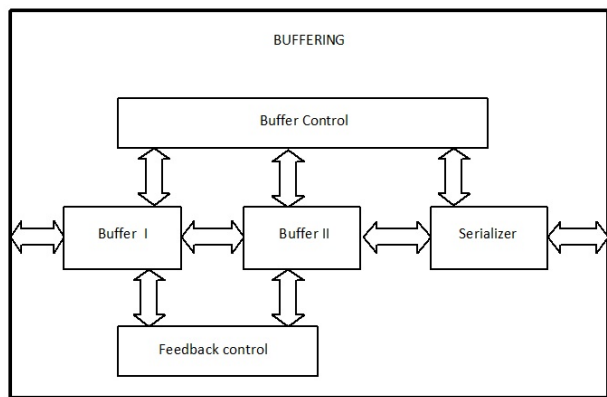 BUFFERING
Buffer Control
Buffer I
Buffer II
Serializer
Feedback control